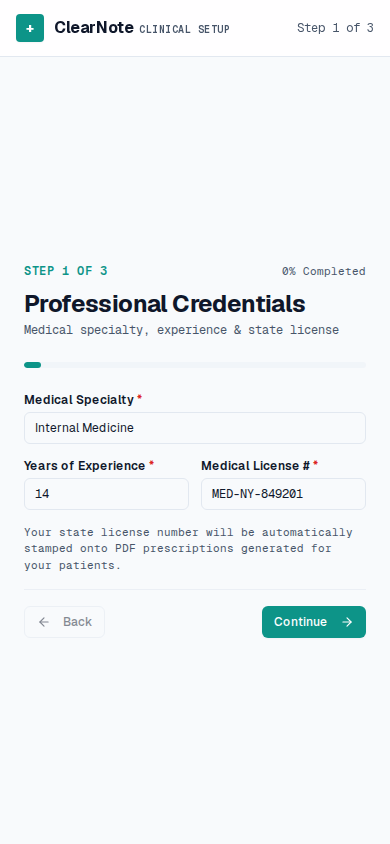 + ClearNote CLINICAL SETUP Step 1 of 3
STEP 1 OF 3 0% Completed
Professional Credentials
Medical specialty, experience & state license
Medical Specialty *
Internal Medicine
Years of Experience * Medical License # *
14 MED-NY-849201
Your state license number will be automatically
stamped onto PDF prescriptions generated for
your patients.
← Back Continue →